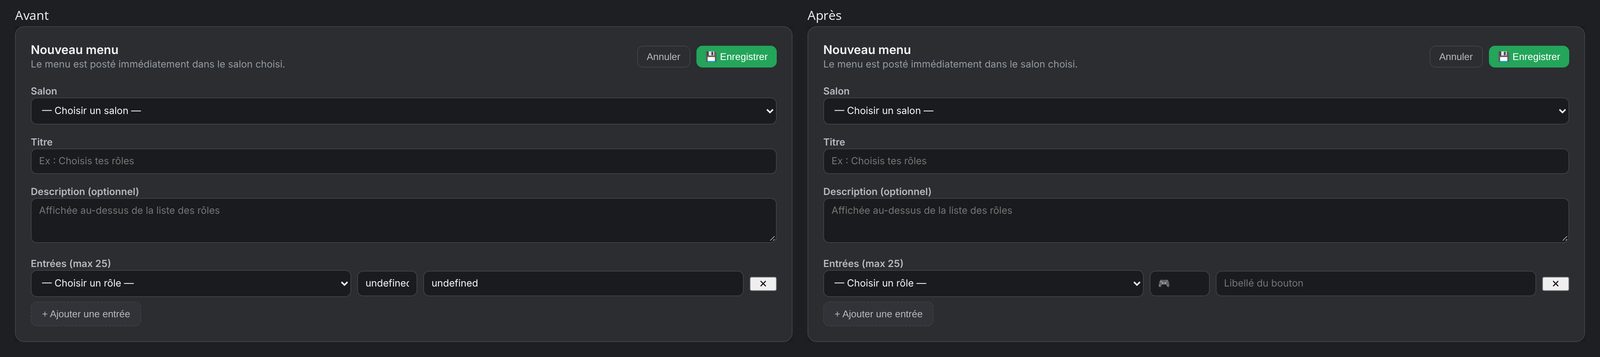 Avant
Nouveau menu
Le menu est posté immédiatement dans le salon choisi.
Annuler
💾 Enregistrer
Salon
— Choisir un salon —
Titre
Ex : Choisis tes rôles
Description (optionnel)
Affichée au-dessus de la liste des rôles
Entrées (max 25)
— Choisir un rôle —
undefined
undefined
✕
+ Ajouter une entrée
Après
Nouveau menu
Le menu est posté immédiatement dans le salon choisi.
Annuler
💾 Enregistrer
Salon
— Choisir un salon —
Titre
Ex : Choisis tes rôles
Description (optionnel)
Affichée au-dessus de la liste des rôles
Entrées (max 25)
— Choisir un rôle —
🎮
Libellé du bouton
✕
+ Ajouter une entrée